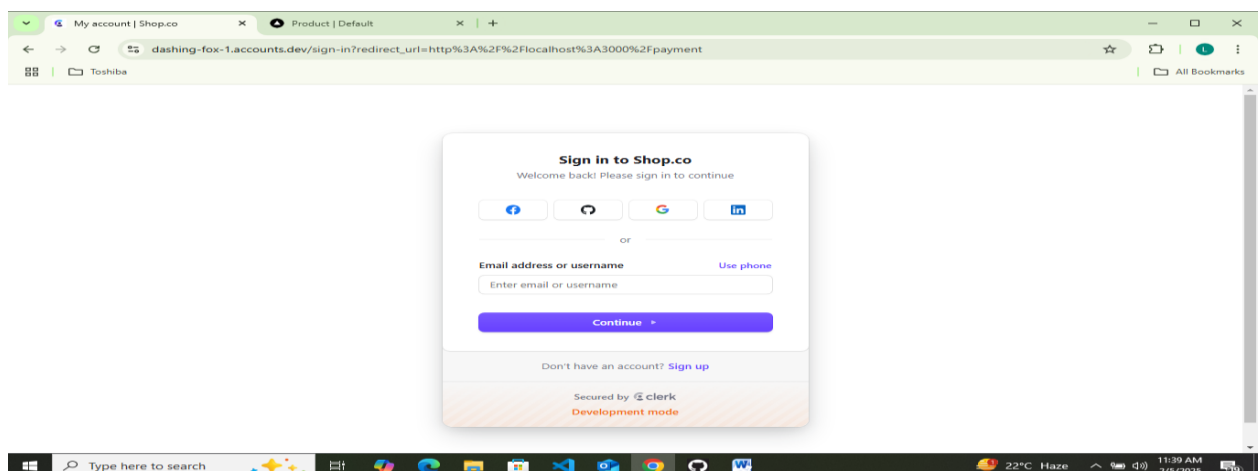 My account | Shop.co
Product | Default
dashing-fox-1.accounts.dev/sign-in?redirect_url=http%3A%2F%2Flocalhost%3A3000%2Fpayment
L
Toshiba
All Bookmarks
Sign in to Shop.co
Welcome back! Please sign in to continue
in
or
Email address or username
Use phone
Enter email or username
Continue
Don't have an account? Sign up
Secured by clerk
Development mode
Type here to search
22°C Haze
11:39 AM